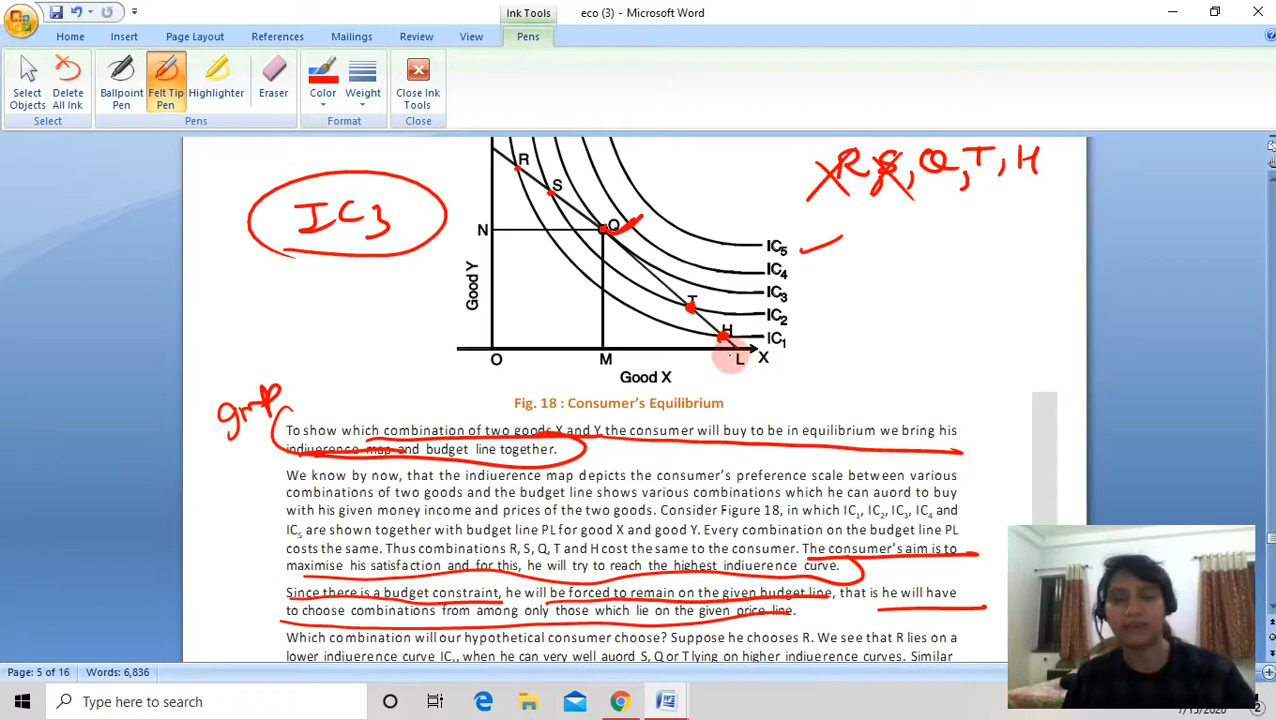 Ink Tools
eco (3) - Microsoft Word
Home Insert Page Layout References Mailings Review View Pens
Select Objects
Delete All Ink
Ballpoint Pen
Felt Tip Pen
Highlighter
Eraser
Color
Weight
Close Ink Tools
Select
Pens
Format
Close
R, S, Q, T, H
IC3
R
S
Q
N
T
H
Good Y
IC5
IC4
IC3
IC2
IC1
O M L X
Good X
Fig. 18 : Consumer's Equilibrium
To show which combination of two goods X and Y the consumer will buy to be in equilibrium we bring his
indiuerence map and budget line together.
We know by now, that the indiuerence map depicts the consumer's preference scale between various
combinations of two goods and the budget line shows various combinations which he can auord to buy
with his given money income and prices of the two goods. Consider Figure 18, in which IC1, IC2, IC3, IC4 and
IC5 are shown together with budget line PL for good X and good Y. Every combination on the budget line PL
costs the same. Thus combinations R, S, Q, T and H cost the same to the consumer. The consumer's aim is to
maximise his satisfaction and for this, he will try to reach the highest indiuerence curve.
Since there is a budget constraint, he will be forced to remain on the given budget line, that is he will have
to choose combinations from among only those which lie on the given price line.
Which combination will our hypothetical consumer choose? Suppose he chooses R. We see that R lies on a
lower indiuerence curve IC1, when he can very well auord S, Q or T lying on higher indiuerence curves. Similar
Page: 5 of 16
Words: 6,836
Type here to search
7/15/2020